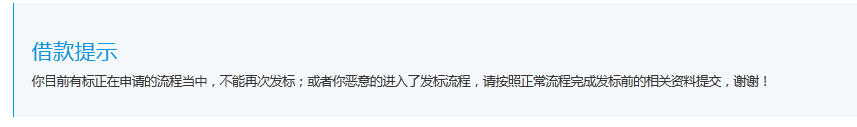 借款提示
你目前有标正在申请的流程当中，不能再次发标；或者你恶意的进入了发标流程，请按照正常流程完成发标前的相关资料提交，谢谢！